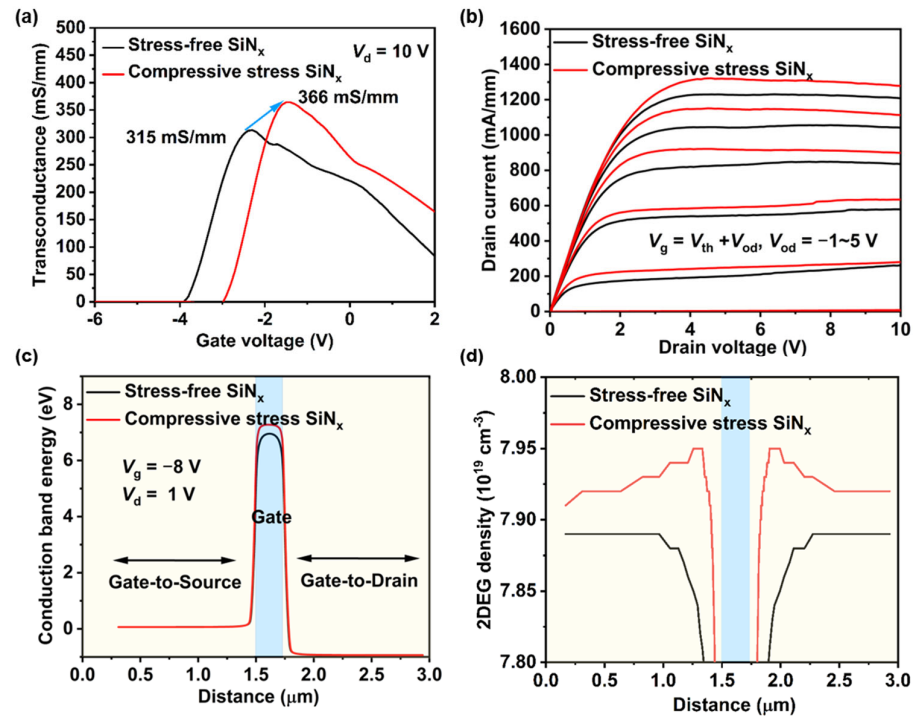 (a)
Stress-free SiNx
Vd = 10 V
Compressive stress SiNx
366 mS/mm
315 mS/mm
Transconductance (mS/mm)
500
450
400
350
300
250
200
150
100
50
0
-6
-4
-2
0
2
Gate voltage (V)
(b)
Stress-free SiNx
Compressive stress SiNx
Vg = Vth +Vod, Vod = −1~5 V
Drain current (mA/mm)
1600
1400
1200
1000
800
600
400
200
0
0
2
4
6
8
10
Drain voltage (V)
(c)
Stress-free SiNx
Compressive stress SiNx
Vg = −8 V
Vd = 1 V
Gate
Gate-to-Source
Gate-to-Drain
Conduction band energy (eV)
8
6
4
2
0
0.0
0.5
1.0
1.5
2.0
2.5
3.0
Distance (μm)
(d)
Stress-free SiNx
Compressive stress SiNx
2DEG density (10^19 cm^-3)
8.00
7.95
7.90
7.85
7.80
0.0
0.5
1.0
1.5
2.0
2.5
3.0
Distance (μm)